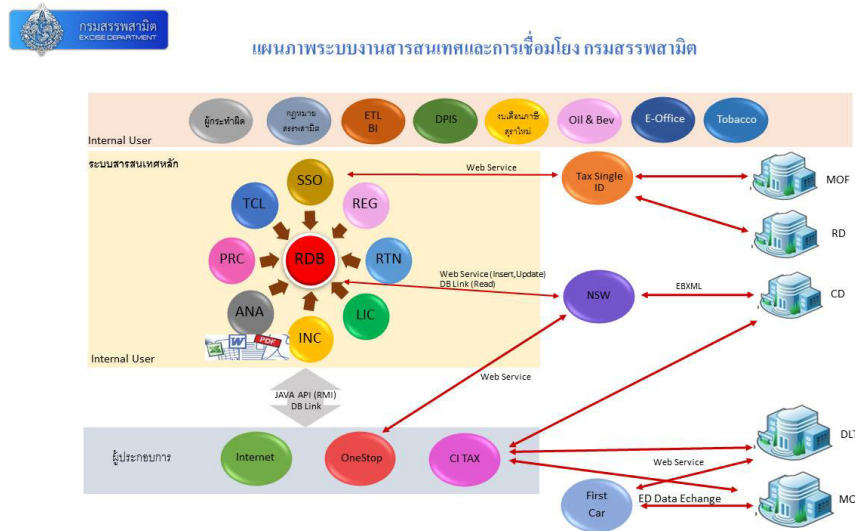 กรมสรรพสามิต
EXCISE DEPARTMENT
แผนภาพระบบงานสารสนเทศและการเชื่อมโยง กรมสรรพสามิต
ผู้กระทำผิด
กฎหมาย
สรรพสามิต
ETL
BI
DPIS
งบเดือนภาษี
สุราใหม่
Oil & Bev
E-Office
Tobacco
Internal User
ระบบสารสนเทศหลัก
SSO
Web Service
Tax Single
ID
MOF
TCL
REG
RD
PRC
RDB
RTN
Web Service(Insert,Update)
DB Link (Read)
NSW
EBXML
CD
ANA
LIC
INC
W
PDF
Internal User
Web Service
JAVA API (RMI)
DB Link
ผู้ประกอบการ
Internet
OneStop
CI TAX
DLT
Web Service
First
Car
ED Data Echange